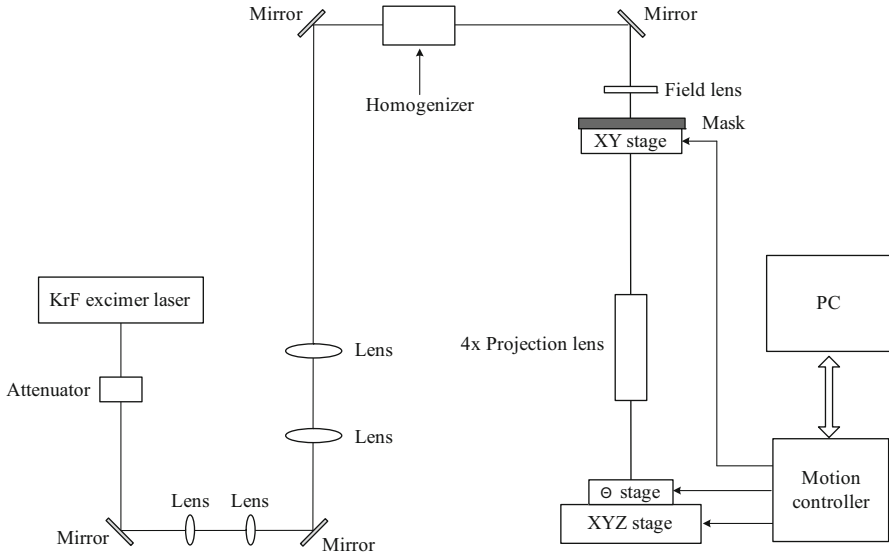 Mirror
Mirror
Homogenizer
Field lens
Mask
XY stage
KrF excimer laser
PC
4x Projection lens
Lens
Attenuator
Lens
Motion
controller
Lens
Lens
Θ stage
XYZ stage
Mirror
Mirror